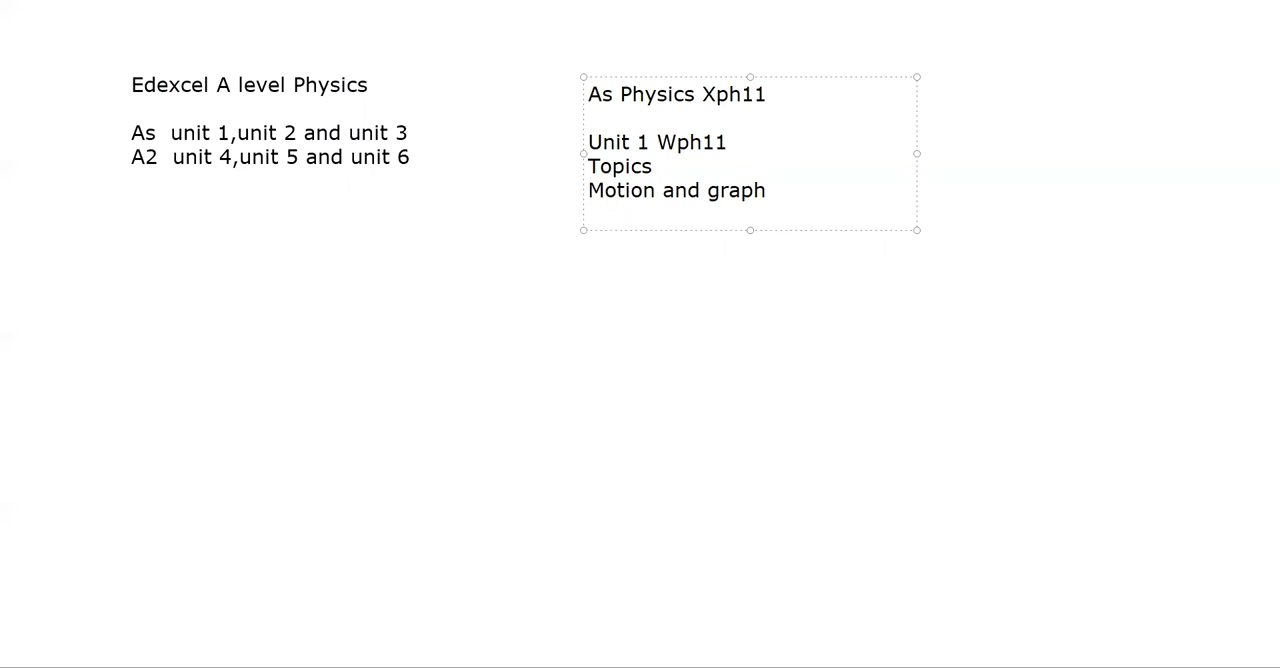 Edexcel A level Physics
As unit 1,unit 2 and unit 3
A2 unit 4,unit 5 and unit 6
As Physics Xph11
Unit 1 Wph11
Topics
Motion and graph